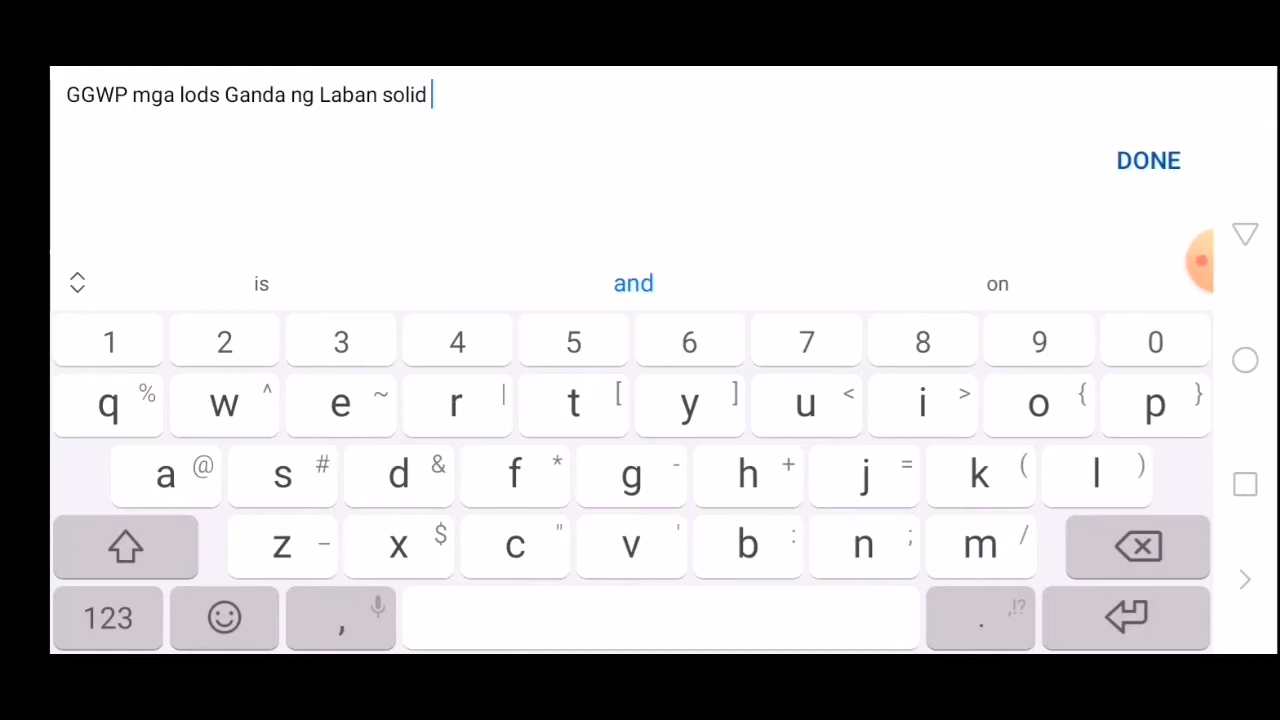 GGWP mga lods Ganda ng Laban solid
DONE
is and on
1 2 3 4 5 6 7 8 9 0
q % w ^ e ~ r | t [ y ] u < i > o { p }
a @ s # d & f * g - h + j = k ( l )
z _ x $ c " v ' b : n ; m /
123 , . ,!?